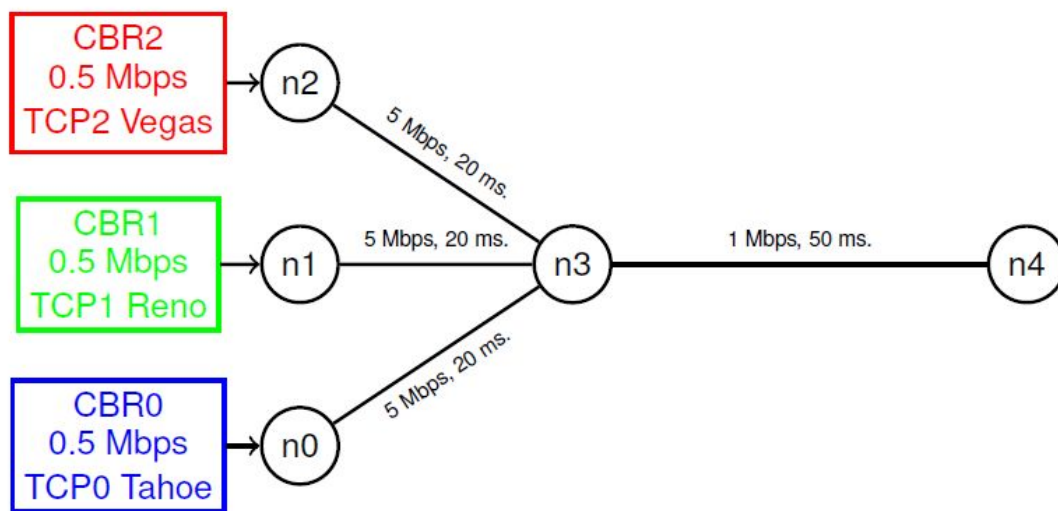 CBR2
0.5 Mbps
TCP2 Vegas
n2
5 Mbps, 20 ms.
CBR1
0.5 Mbps
TCP1 Reno
n1
5 Mbps, 20 ms.
n3
1 Mbps, 50 ms.
n4
CBR0
0.5 Mbps
TCP0 Tahoe
n0
5 Mbps, 20 ms.